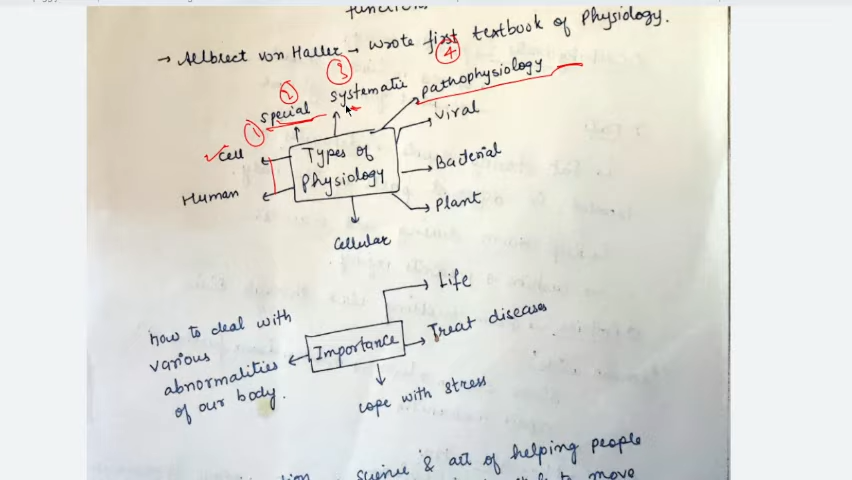 functions
→ Allbrect von Haller → wrote first textbook of Physiology.
④
③
②
①
special
systematic
pathophysiology
Viral
✓ Cell
Human
Types of
Physiology
Bacterial
Plant
Cellular
Life
how to deal with
various
abnormalities
of our body.
Importance
Treat diseases
cope with stress
science & art of helping people
to move